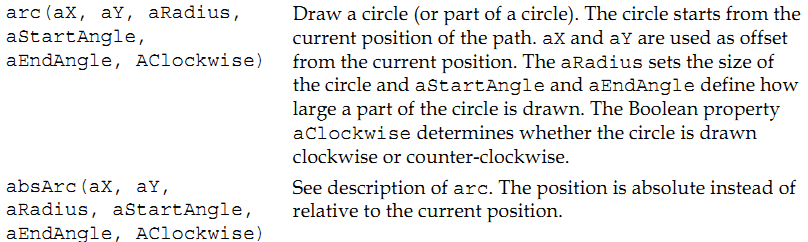 arc(aX, aY, aRadius,
aStartAngle,
aEndAngle, AClockwise)
Draw a circle (or part of a circle). The circle starts from the
current position of the path. aX and aY are used as offset
from the current position. The aRadius sets the size of
the circle and aStartAngle and aEndAngle define how
large a part of the circle is drawn. The Boolean property
aClockwise determines whether the circle is drawn
clockwise or counter-clockwise.
absArc(aX, aY,
aRadius, aStartAngle,
aEndAngle, AClockwise)
See description of arc. The position is absolute instead of
relative to the current position.